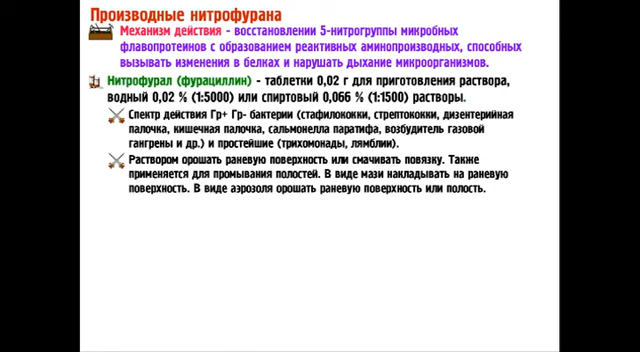 Производные нитрофурана
Механизм действия - восстановлении 5-нитрогруппы микробных
флавопротеинов с образованием реактивных аминопроизводных, способных
вызывать изменения в белках и нарушать дыхание микроорганизмов.
Нитрофурал (фурациллин) - таблетки 0,02 г для приготовления раствора,
водный 0,02 % (1:5000) или спиртовый 0,066 % (1:1500) растворы.
Спектр действия Гр+ Гр- бактерии (стафилококки, стрептококки, дизентерийная
палочка, кишечная палочка, сальмонелла паратифа, возбудитель газовой
гангрены и др.) и простейшие (трихомонады, лямблии).
Раствором орошать раневую поверхность или смачивать повязку. Также
применяется для промывания полостей. В виде мази накладывать на раневую
поверхность. В виде аэрозоля орошать раневую поверхность или полость.